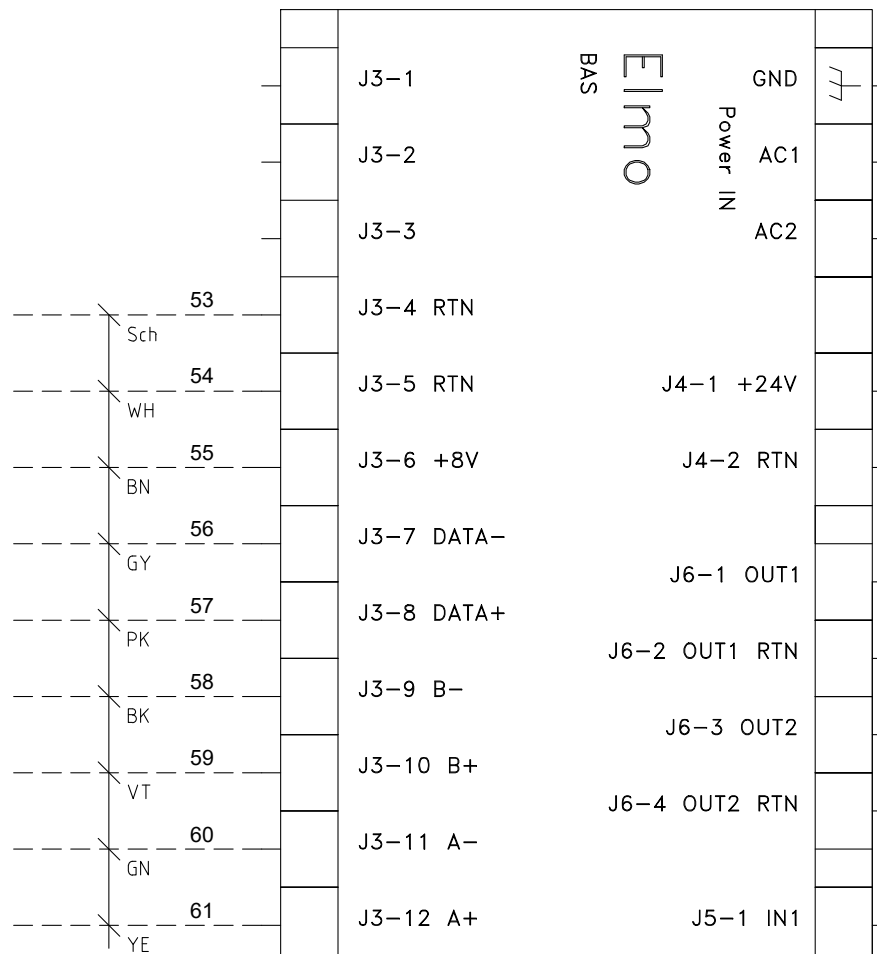 Elmo
BAS
Power IN
J3-1
GND
J3-2
AC1
J3-3
AC2
53
Sch
J3-4 RTN
54
WH
J3-5 RTN
J4-1 +24V
55
BN
J3-6 +8V
J4-2 RTN
56
GY
J3-7 DATA-
J6-1 OUT1
57
PK
J3-8 DATA+
J6-2 OUT1 RTN
58
BK
J3-9 B-
J6-3 OUT2
59
VT
J3-10 B+
J6-4 OUT2 RTN
60
GN
J3-11 A-
61
YE
J3-12 A+
J5-1 IN1